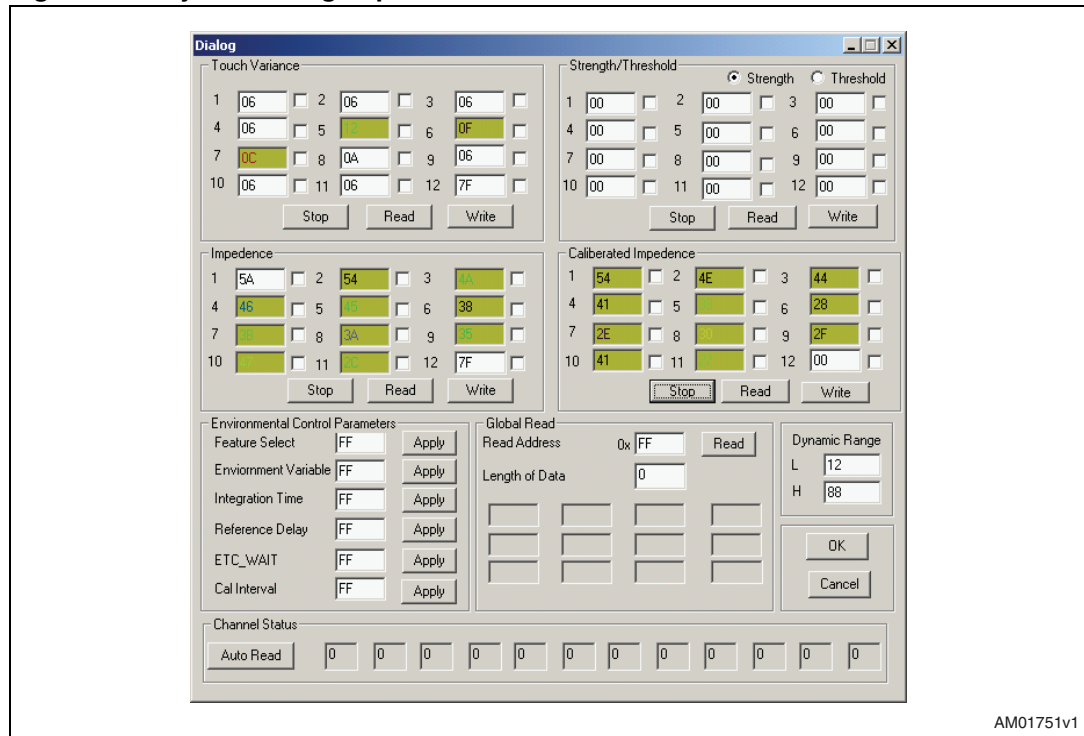 Dialog
Touch Variance
1 06 2 06 3 06
4 06 5 12 6 0F
7 0C 8 0A 9 06
10 06 11 06 12 7F
Stop Read Write
Strength/Threshold
Strength Threshold
1 00 2 00 3 00
4 00 5 00 6 00
7 00 8 00 9 00
10 00 11 00 12 00
Stop Read Write
Impedence
1 5A 2 54 3 4A
4 46 5 45 6 38
7 3B 8 3A 9 35
10 11 2C 12 7F
Stop Read Write
Caliberated Impedence
1 54 2 4E 3 44
4 41 5 6 28
7 2E 8 30 9 2F
10 41 11 12 00
Stop Read Write
Environmental Control Parameters
Feature Select FF Apply
Enviornment Variable FF Apply
Integration Time FF Apply
Reference Delay FF Apply
ETC_WAIT FF Apply
Cal Interval FF Apply
Global Read
Read Address 0x FF Read
Length of Data 0
Dynamic Range
L 12
H 88
OK
Cancel
Channel Status
Auto Read 0 0 0 0 0 0 0 0 0 0 0 0
AM01751v1